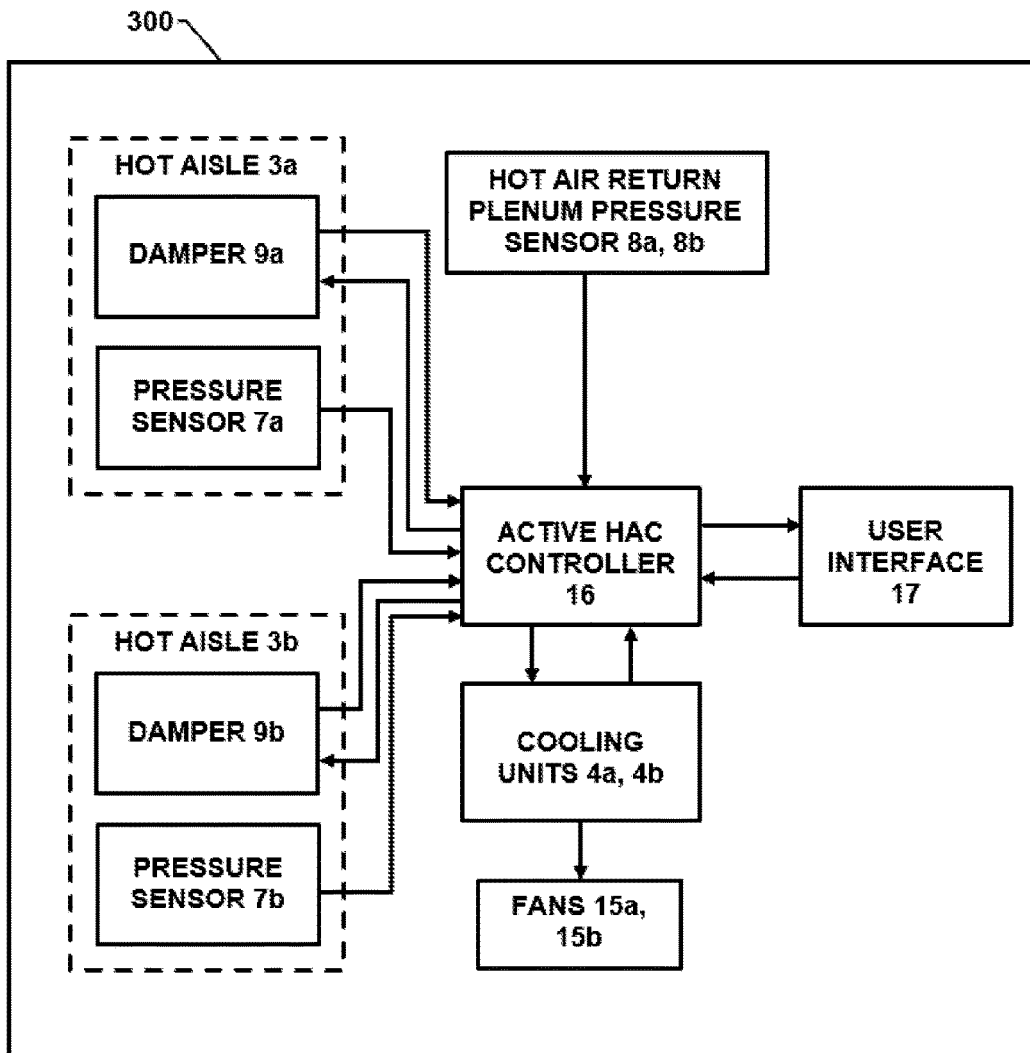 300
HOT AISLE 3a
DAMPER 9a
PRESSURE
SENSOR 7a
HOT AIR RETURN
PLENUM PRESSURE
SENSOR 8a, 8b
ACTIVE HAC
CONTROLLER
16
USER
INTERFACE
17
HOT AISLE 3b
DAMPER 9b
PRESSURE
SENSOR 7b
COOLING
UNITS 4a, 4b
FANS 15a,
15b